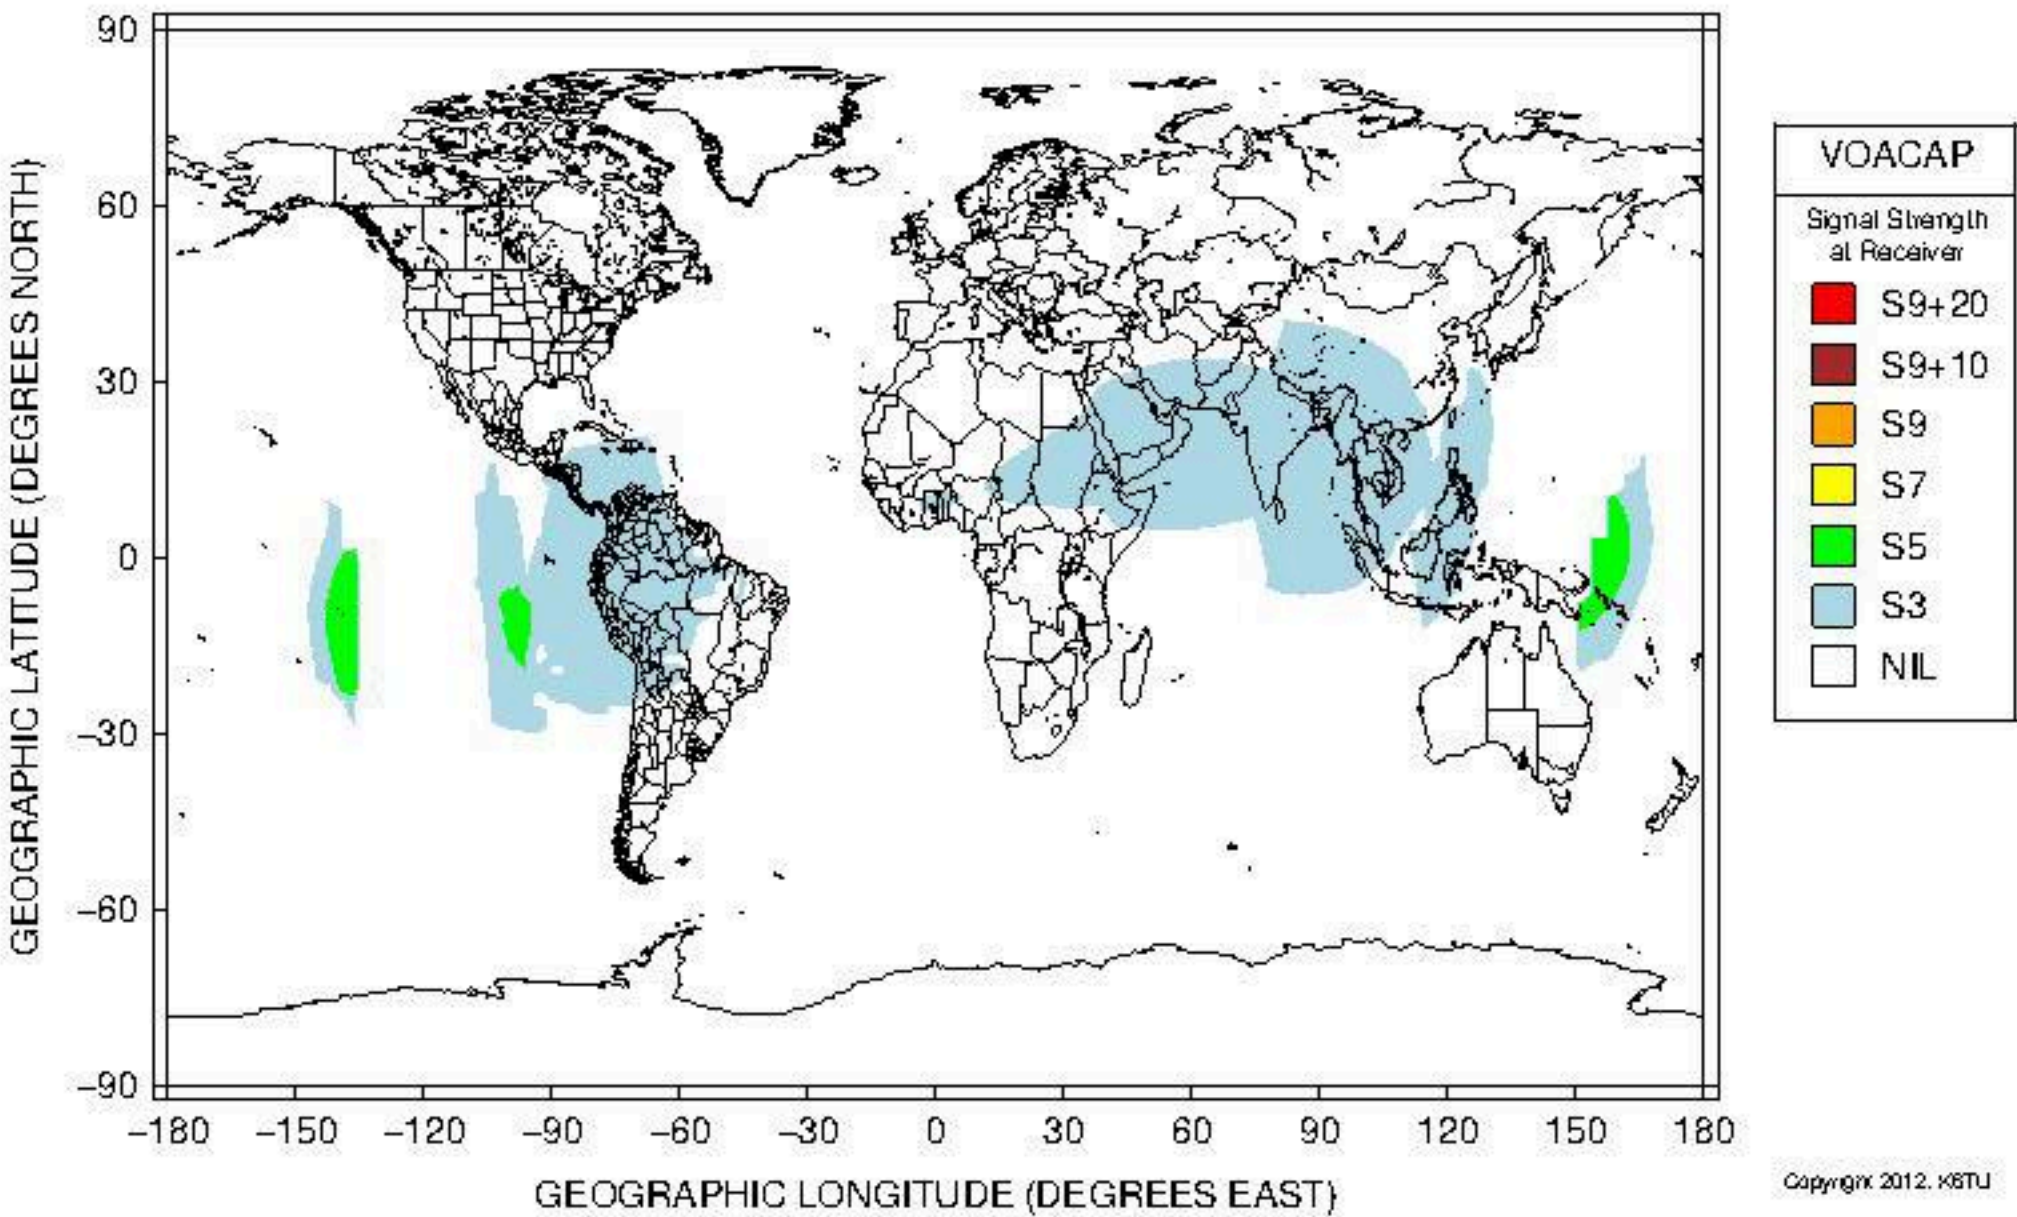 90
60
30
0
–30
–60
–90
GEOGRAPHIC LATITUDE (DEGREES NORTH)
–180 –150 –120 –90 –60 –30 0 30 60 90 120 150 180
GEOGRAPHIC LONGITUDE (DEGREES EAST)
VOACAP
Signal Strength
at Receiver
S9+20
S9+10
S9
S7
S5
S3
NIL
Copyright 2012. K6TU